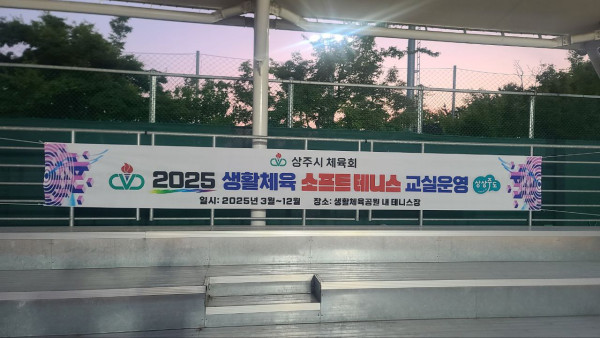 상주시 체육회
2025 생활체육 소프트테니스 교실운영
일시: 2025년 3월~12월 장소: 생활체육공원 내 테니스장